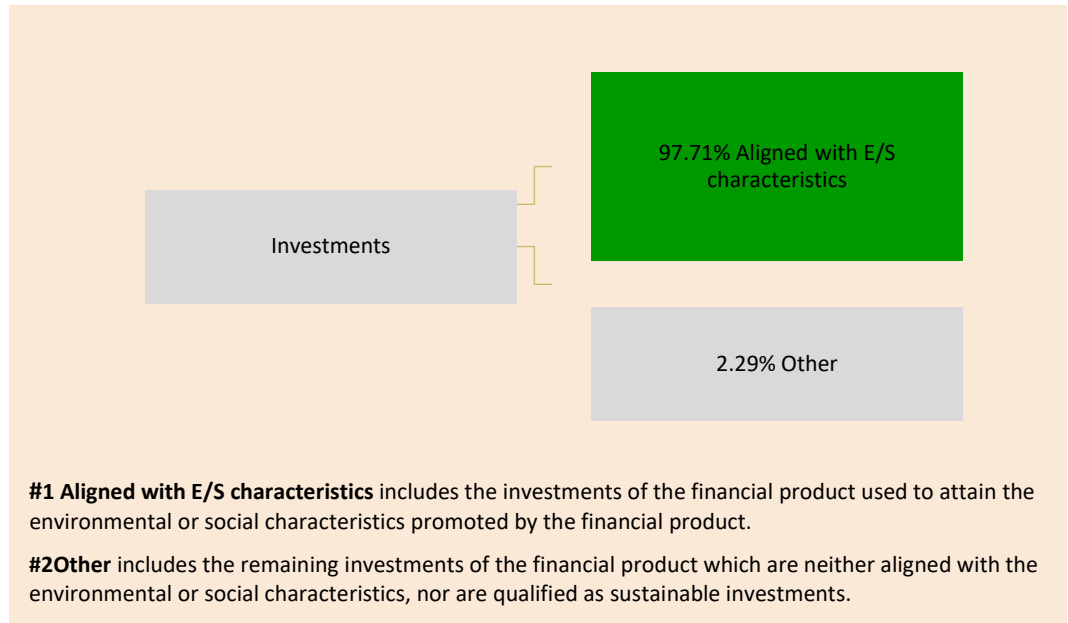 97.71% Aligned with E/S
characteristics
Investments
2.29% Other
#1 Aligned with E/S characteristics includes the investments of the financial product used to attain the
environmental or social characteristics promoted by the financial product.
#2Other includes the remaining investments of the financial product which are neither aligned with the
environmental or social characteristics, nor are qualified as sustainable investments.